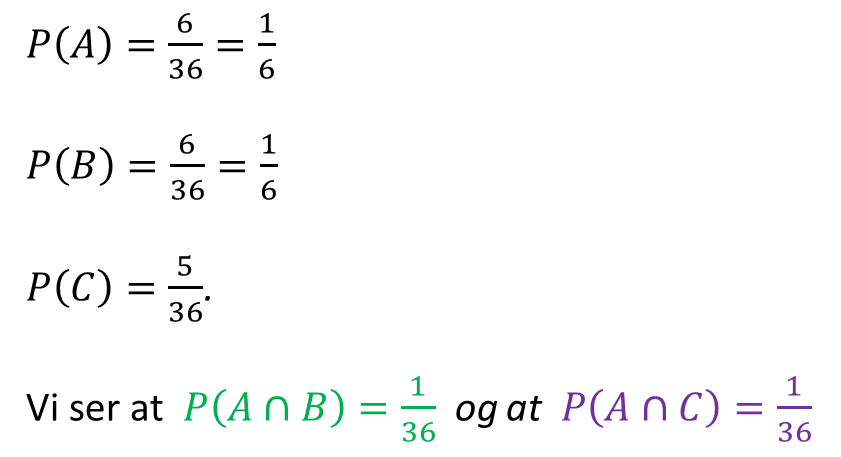 P(A) = 6/36 = 1/6
P(B) = 6/36 = 1/6
P(C) = 5/36.
Vi ser at P(A ∩ B) = 1/36 og at P(A ∩ C) = 1/36